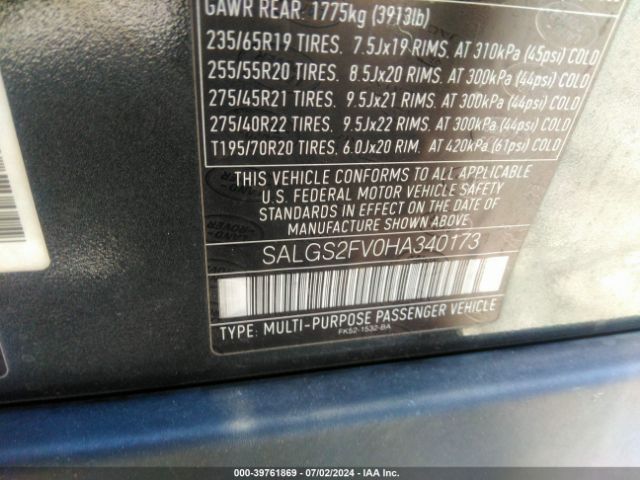 GAWR REAR: 1775kg (3913lb)
235/65R19 TIRES. 7.5Jx19 RIMS. AT 310kPa (45psi) COLD
255/55R20 TIRES. 8.5Jx20 RIMS. AT 300kPa (44psi) COLD
275/45R21 TIRES. 9.5Jx21 RIMS. AT 300kPa (44psi) COLD
275/40R22 TIRES. 9.5Jx22 RIMS. AT 300kPa (44psi) COLD
T195/70R20 TIRES. 6.0Jx20 RIM. AT 420kPa (61psi) COLD
THIS VEHICLE CONFORMS TO ALL APPLICABLE
U.S. FEDERAL MOTOR VEHICLE SAFETY
STANDARDS IN EFFECT ON THE DATE OF
MANUFACTURE SHOWN ABOVE.
SALGS2FV0HA340173
TYPE: MULTI-PURPOSE PASSENGER VEHICLE
FK52-1532-BA
000-39761869 - 07/02/2024 - IAA Inc.